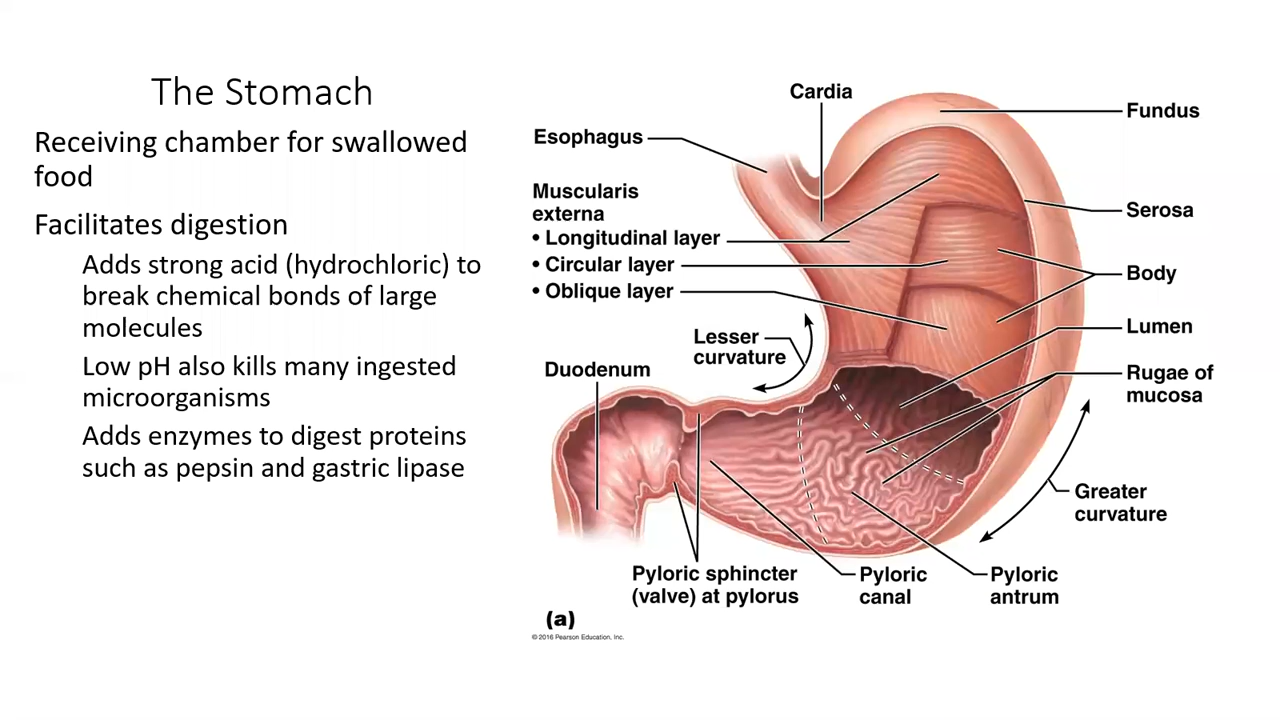 The Stomach
Receiving chamber for swallowed
food
Facilitates digestion
Adds strong acid (hydrochloric) to
break chemical bonds of large
molecules
Low pH also kills many ingested
microorganisms
Adds enzymes to digest proteins
such as pepsin and gastric lipase
Cardia
Fundus
Esophagus
Muscularis
externa
• Longitudinal layer
• Circular layer
• Oblique layer
Serosa
Body
Lumen
Lesser
curvature
Rugae of
mucosa
Duodenum
Greater
curvature
Pyloric sphincter
(valve) at pylorus
Pyloric
canal
Pyloric
antrum
(a)
© 2016 Pearson Education, Inc.